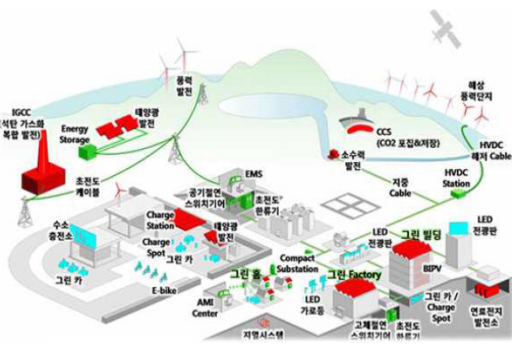 풍력
발전
해상
풍력단지
IGCC
(석탄 가스화
복합 발전)
태양광
발전
Energy
Storage
CCS
(CO2 포집&저장)
HVDC
해저 Cable
소수력
발전
EMS
지중
Cable
HVDC
Station
초전도
케이블
공기절연
스위치기어
초전도
한류기
Charge
Station
태양광
발전
수소
충전소
Charge
Spot
그린 카
그린 카
E-bike
LED
전광판
그린 빌딩
LED
전광판
Compact
Substation
그린 홈
그린 Factory
BIPV
AMI
Center
LED
가로등
그린 카 /
Charge
Spot
연료전지
발전소
지열시스템
고체절연
스위치기어
초전도
한류기